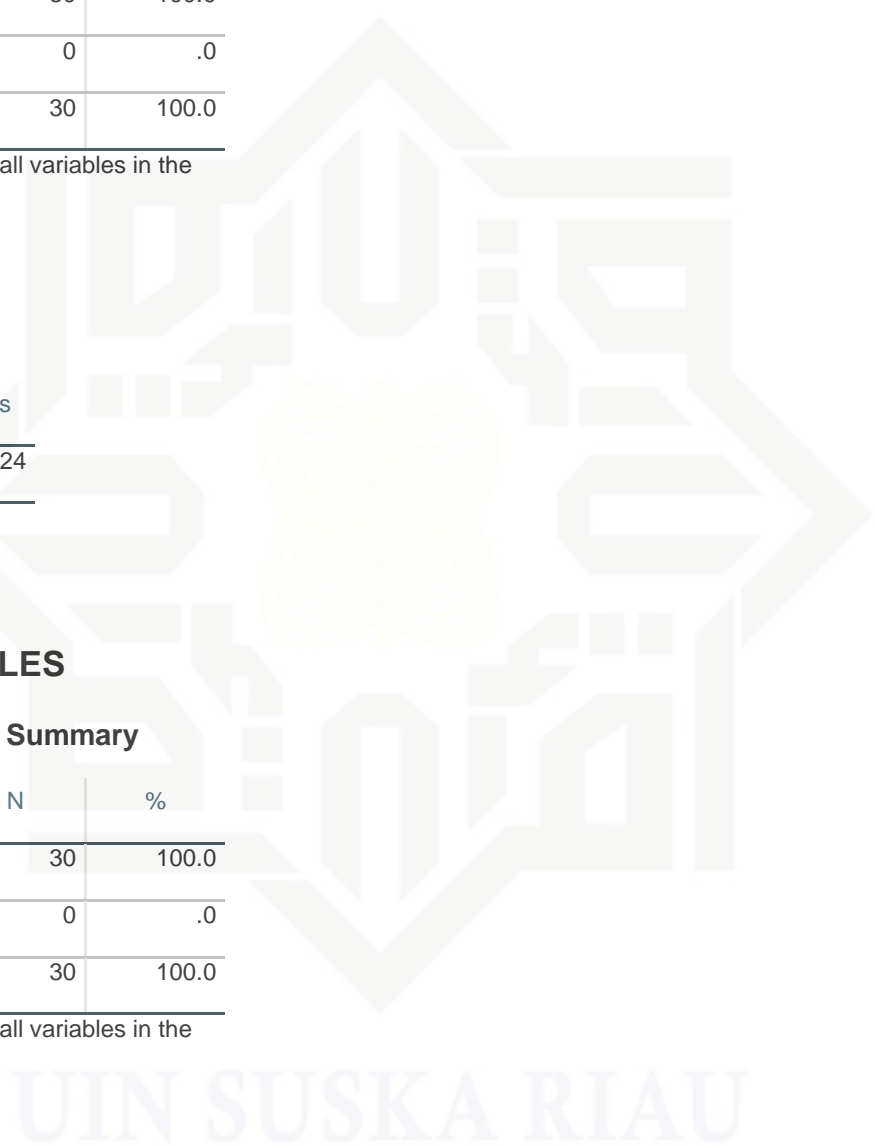 100.0
0 .0
30 100.0
all variables in the
s
24
LES
Summary
N %
30 100.0
0 .0
30 100.0
all variables in the
UIN SUSKA RIAU